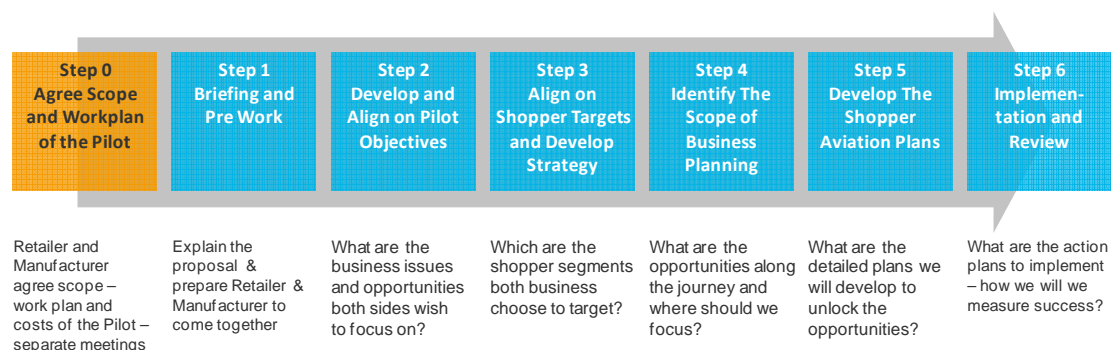 Step 0
Agree Scope
and Workplan
of the Pilot
Step 1
Briefing and
Pre Work
Step 2
Develop and
Align on Pilot
Objectives
Step 3
Align on
Shopper Targets
and Develop
Strategy
Step 4
Identify The
Scope of
Business
Planning
Step 5
Develop The
Shopper
Aviation Plans
Step 6
Implemen-
tation and
Review
Retailer and
Manufacturer
agree scope –
work plan and
costs of the Pilot –
separate meetings
Explain the
proposal &
prepare Retailer &
Manufacturer to
come together
What are the
business issues
and opportunities
both sides wish
to focus on?
Which are the
shopper segments
both business
choose to target?
What are the
opportunities along
the journey and
where should we
focus?
What are the
detailed plans we
will develop to
unlock the
opportunities?
What are the action
plans to implement
– how we will we
measure success?